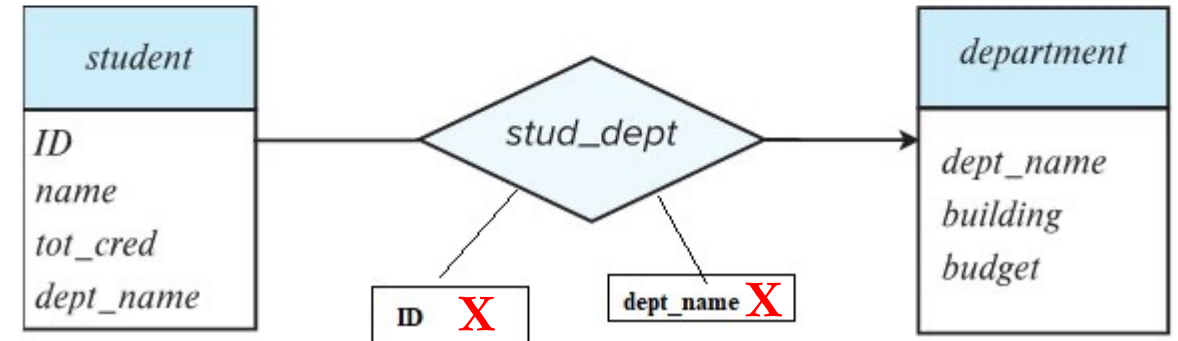 student
ID
name
tot_cred
dept_name
stud_dept
ID X
dept_name X
department
dept_name
building
budget